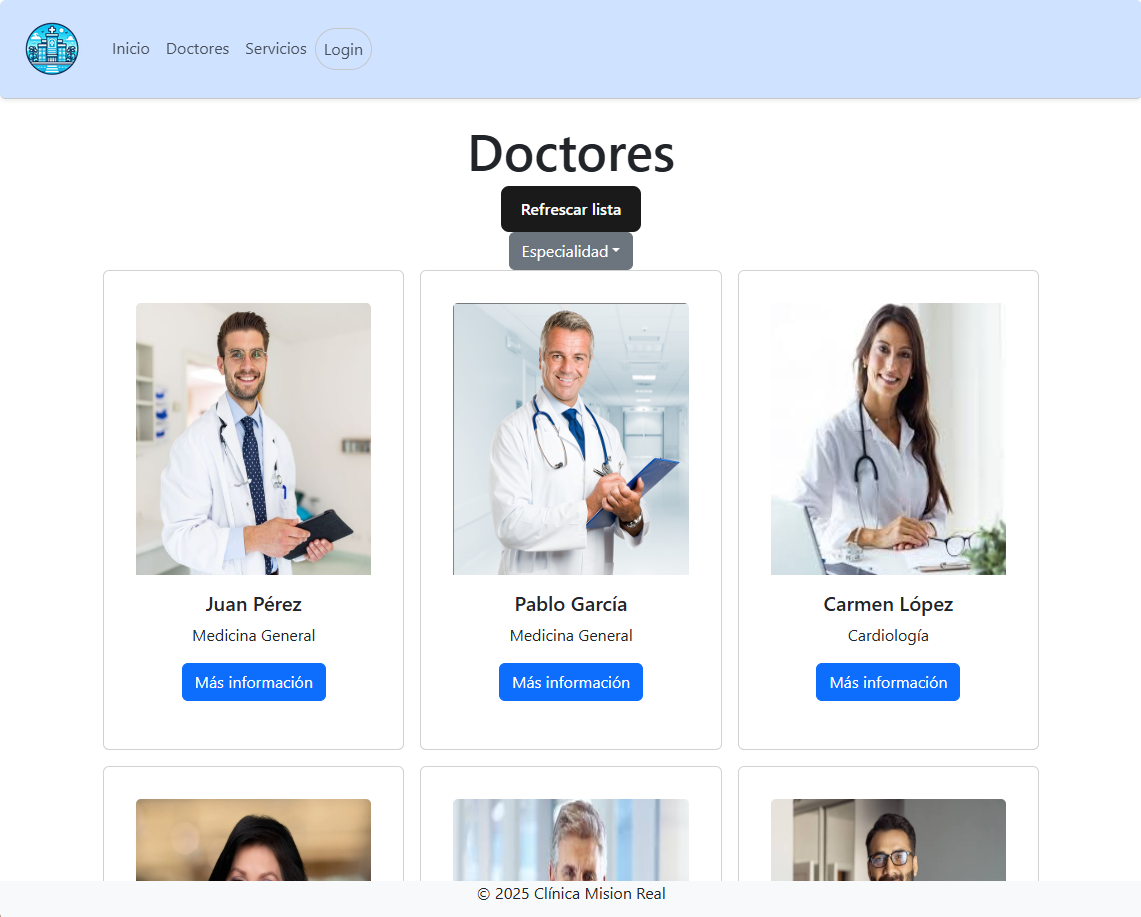 Inicio Doctores Servicios Login
Doctores
Refrescar lista
Especialidad
Juan Pérez
Medicina General
Más información
Pablo García
Medicina General
Más información
Carmen López
Cardiología
Más información
© 2025 Clínica Mision Real